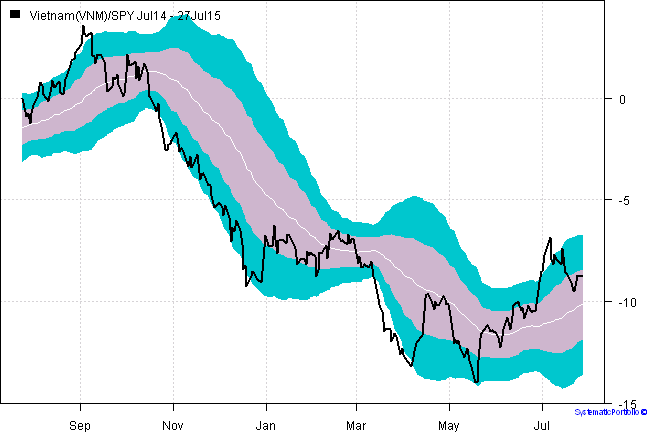 Vietnam(VNM)/SPY Jul14 - 27Jul15
0
-5
-10
-15
SystematicPortfolio ©
Sep Nov Jan Mar May Jul